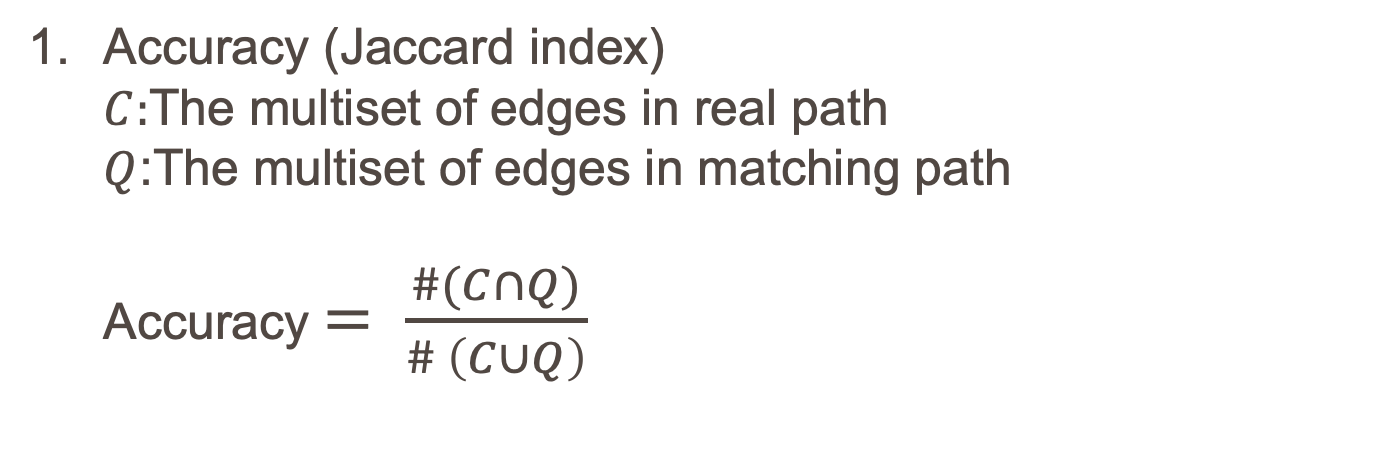 1. Accuracy (Jaccard index)
C:The multiset of edges in real path
Q:The multiset of edges in matching path
#(C∩Q)
Accuracy =
# (C∪Q)